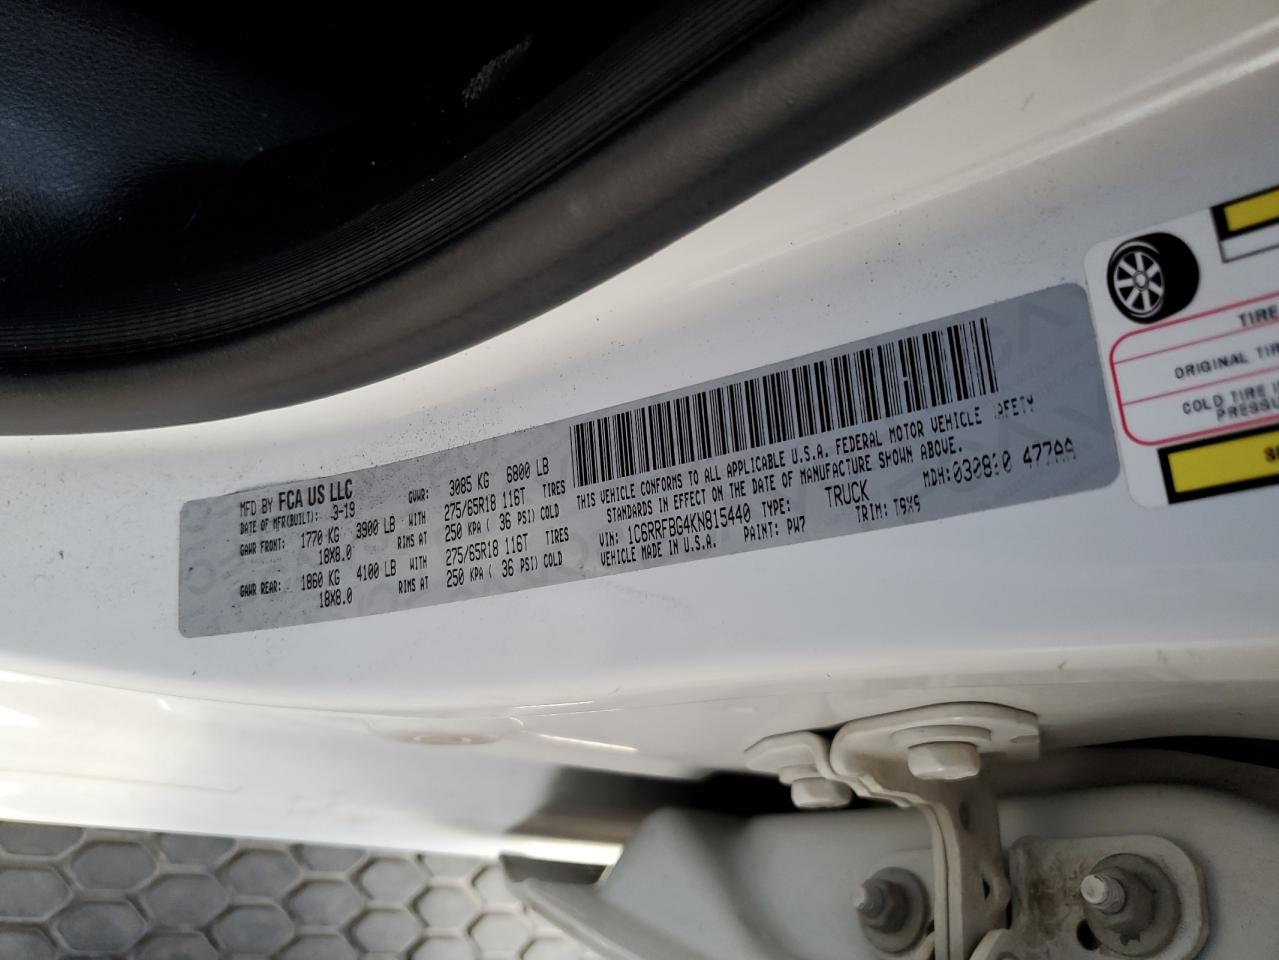 MFD BY FCA US LLC
DATE OF MFR(BUILT): 3-19
GVWR: 3085 KG 6800 LB
GAWR FRONT: 1770 KG 3900 LB WITH 275/65R18 116T TIRES
18X8.0 RIMS AT 250 KPA ( 36 PSI) COLD
GAWR REAR: 1860 KG 4100 LB WITH 275/65R18 116T TIRES
18X8.0 RIMS AT 250 KPA ( 36 PSI) COLD
THIS VEHICLE CONFORMS TO ALL APPLICABLE U.S.A. FEDERAL MOTOR VEHICLE AFETY
STANDARDS IN EFFECT ON THE DATE OF MANUFACTURE SHOWN ABOVE.
VIN: 1C6RRFBG4KN815440 TYPE: TRUCK MDH:
VEHICLE MADE IN U.S.A. PAINT: PW7 TRIM: T9X9
TIRE
ORIGINAL TIR
COLD TIRE I
PRESSU
S